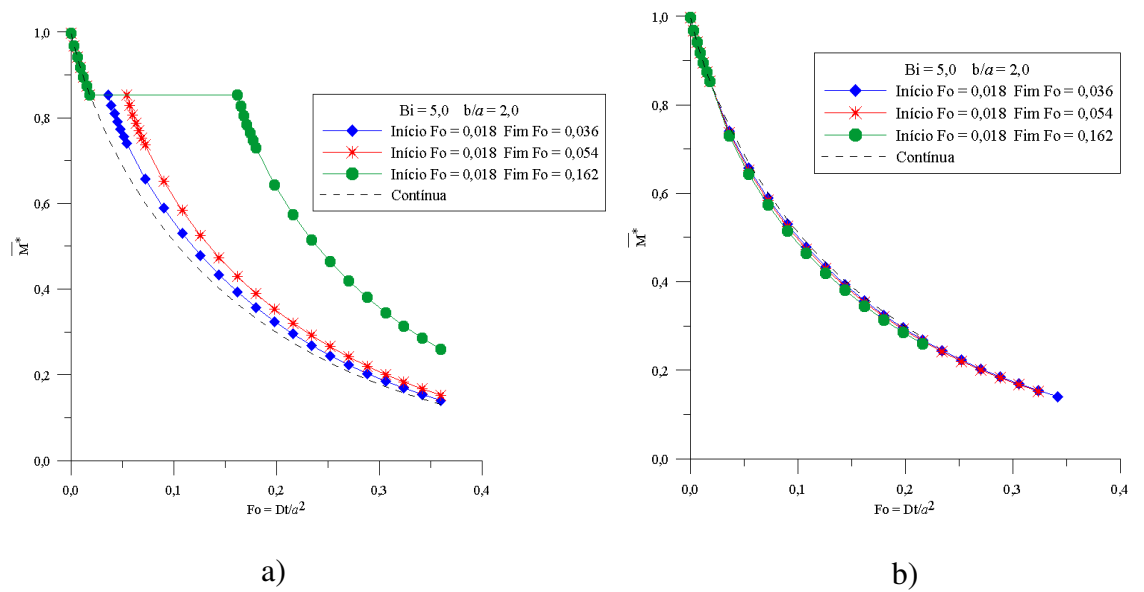 1,0
0,8
0,6
0,4
0,2
0,0
M*
0,0 0,1 0,2 0,3 0,4
Fo = Dt/a²
Bi = 5,0 b/a = 2,0
Início Fo = 0,018 Fim Fo = 0,036
Início Fo = 0,018 Fim Fo = 0,054
Início Fo = 0,018 Fim Fo = 0,162
Contínua
a)
1,0
0,8
0,6
0,4
0,2
0,0
M*
0,0 0,1 0,2 0,3 0,4
Fo = Dt/a²
Bi = 5,0 b/a = 2,0
Início Fo = 0,018 Fim Fo = 0,036
Início Fo = 0,018 Fim Fo = 0,054
Início Fo = 0,018 Fim Fo = 0,162
Contínua
b)